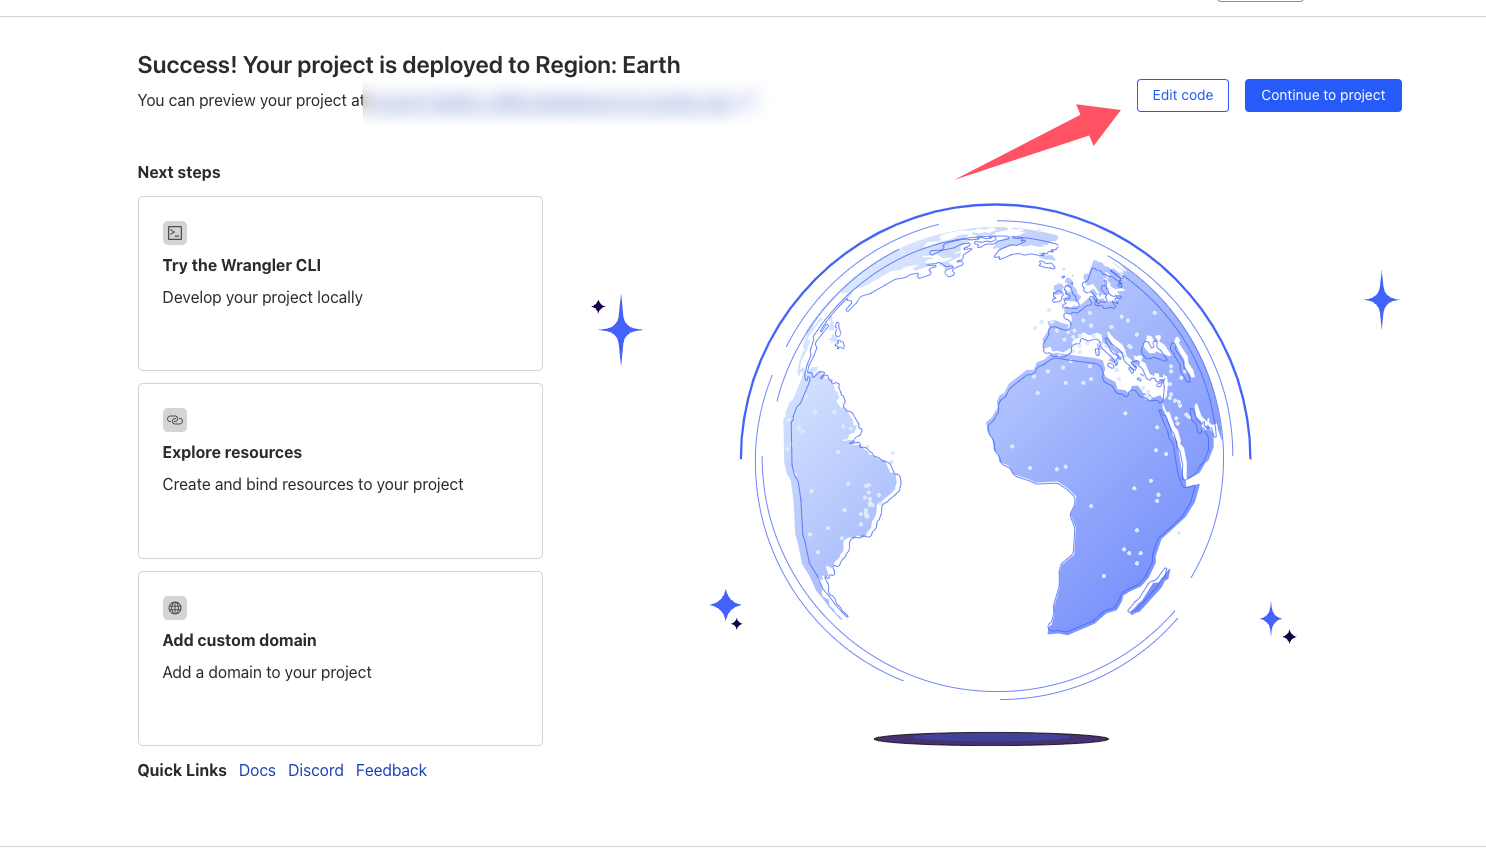 Success! Your project is deployed to Region: Earth
You can preview your project at
Edit code
Continue to project
Next steps
Try the Wrangler CLI
Develop your project locally
Explore resources
Create and bind resources to your project
Add custom domain
Add a domain to your project
Quick Links Docs Discord Feedback